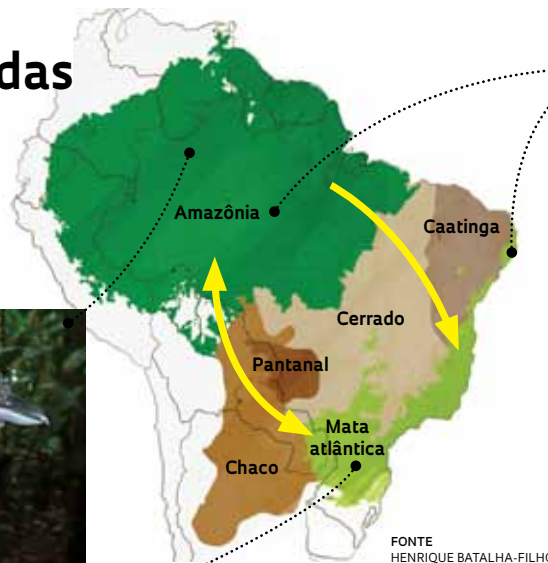 das
Amazônia
Caatinga
Cerrado
Pantanal
Mata
atlântica
Chaco
FONTE
HENRIQUE BATALHA-FILHO